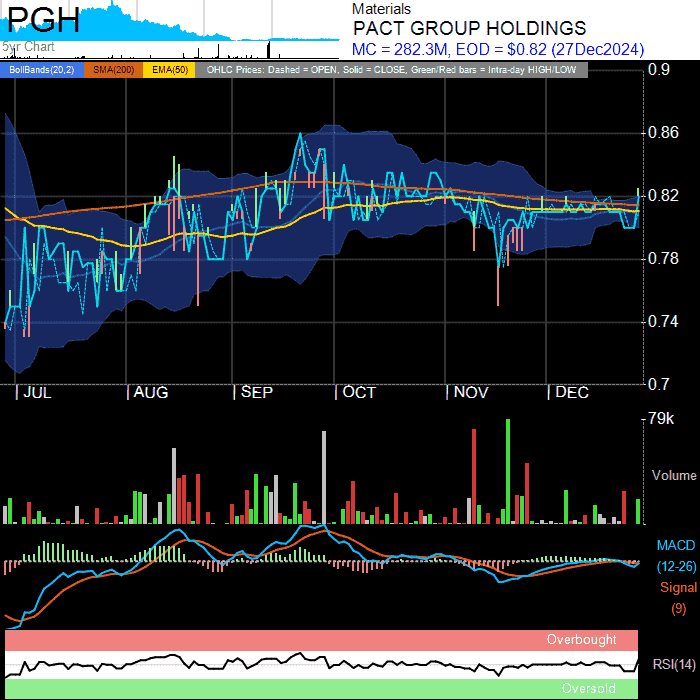 PGH
5yr Chart
Materials
PACT GROUP HOLDINGS
MC = 282.3M, EOD = $0.82 (27Dec2024)
BollBands(20,2) SMA(200) EMA(50) OHLC Prices: Dashed = OPEN, Solid = CLOSE, Green/Red bars = Intra-day HIGH/LOW
0.9
0.86
0.82
0.78
0.74
0.7
JUL AUG SEP OCT NOV DEC
79k
Volume
MACD
(12-26)
Signal
(9)
Overbought
RSI(14)
Oversold